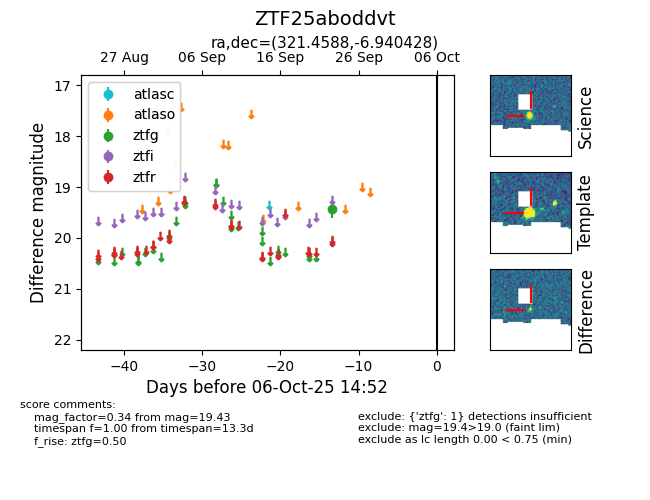 ZTF25aboddvt
ra,dec=(321.4588,-6.940428)
27 Aug 06 Sep 16 Sep 26 Sep 06 Oct
17
18
19
20
21
22
Difference magnitude
atlasc
atlaso
ztfg
ztfi
ztfr
−40 −30 −20 −10 0
Days before 06-Oct-25 14:52
Science
Template
Difference
score comments:
mag_factor=0.34 from mag=19.43
timespan f=1.00 from timespan=13.3d
f_rise: ztfg=0.50
exclude: {'ztfg': 1} detections insufficient
exclude: mag=19.4>19.0 (faint lim)
exclude as lc length 0.00 < 0.75 (min)